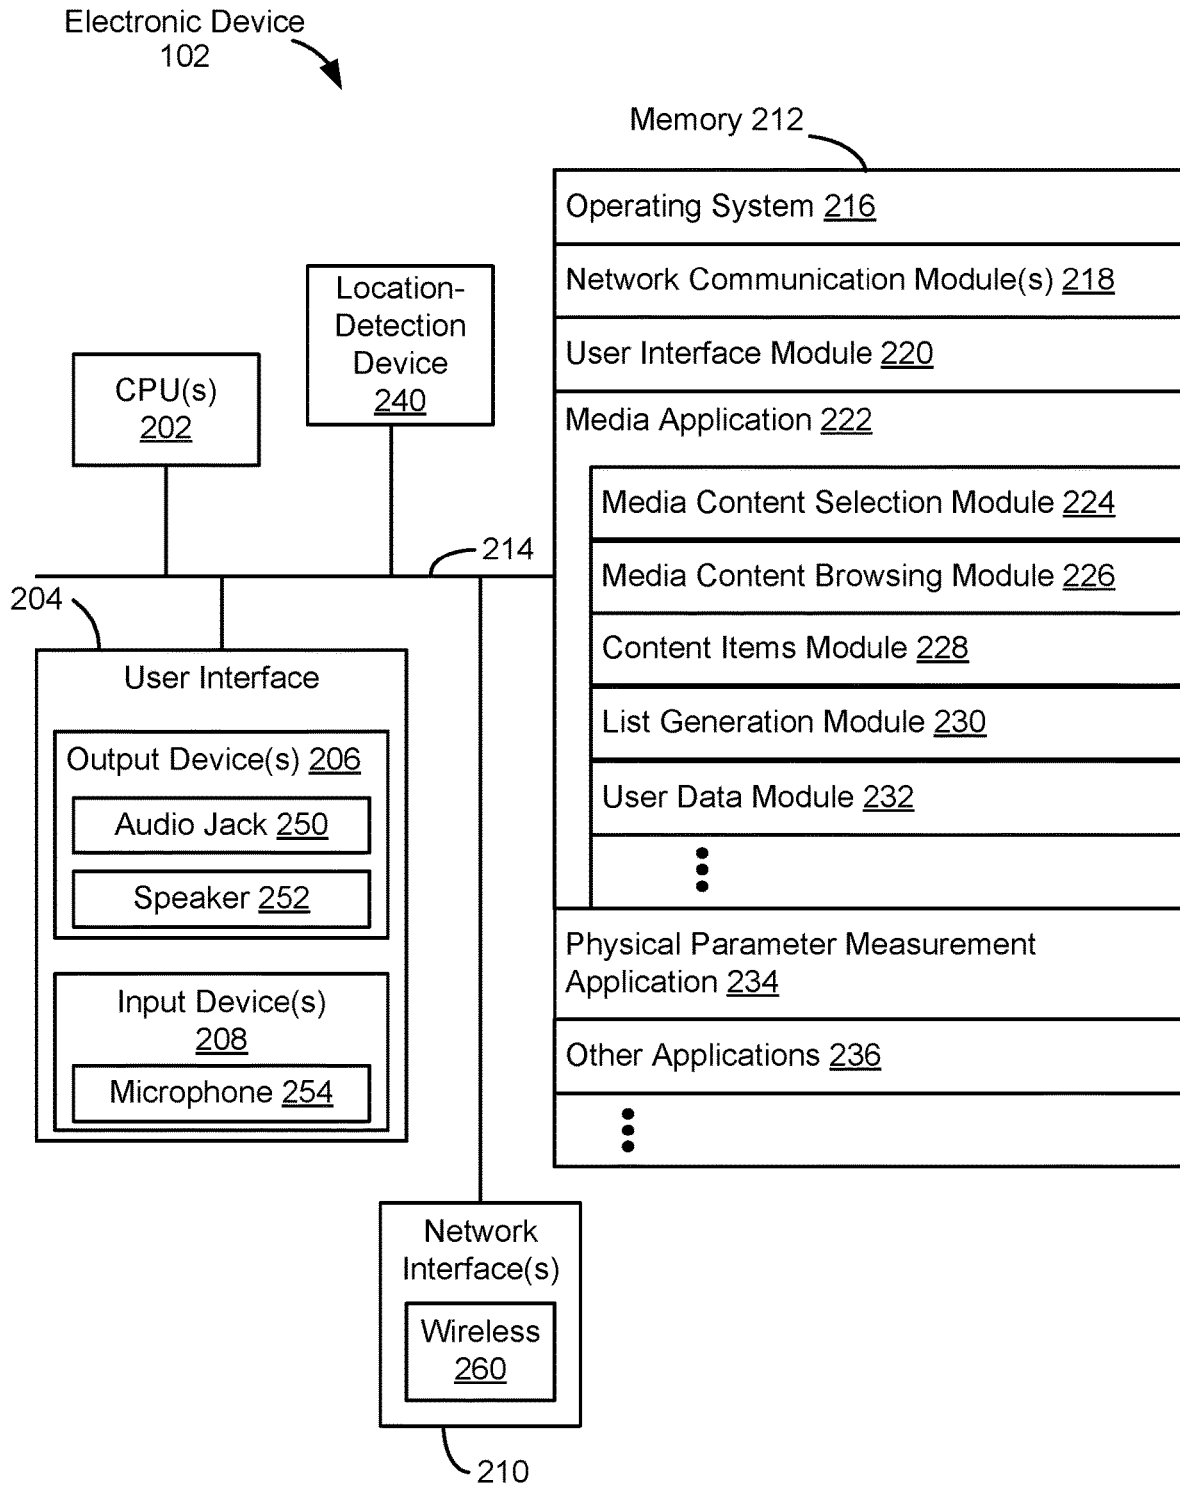 Electronic Device
102
Memory 212
Operating System 216
Network Communication Module(s) 218
User Interface Module 220
Media Application 222
Media Content Selection Module 224
Media Content Browsing Module 226
Content Items Module 228
List Generation Module 230
User Data Module 232
Physical Parameter Measurement
Application 234
Other Applications 236
Location-
Detection
Device
240
CPU(s)
202
214
204
User Interface
Output Device(s) 206
Audio Jack 250
Speaker 252
Input Device(s)
208
Microphone 254
Network
Interface(s)
Wireless
260
210